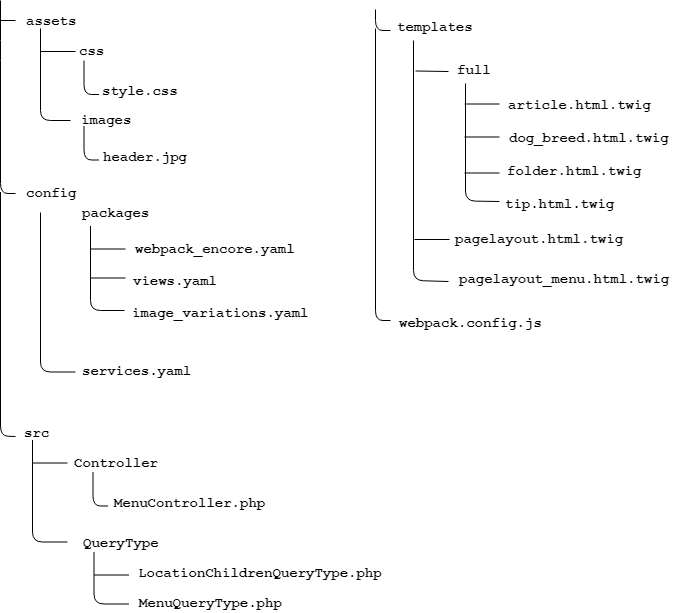 assets
css
style.css
images
header.jpg
config
packages
webpack_encore.yaml
views.yaml
image_variations.yaml
services.yaml
src
Controller
MenuController.php
QueryType
LocationChildrenQueryType.php
MenuQueryType.php
templates
full
article.html.twig
dog_breed.html.twig
folder.html.twig
tip.html.twig
pagelayout.html.twig
pagelayout_menu.html.twig
webpack.config.js